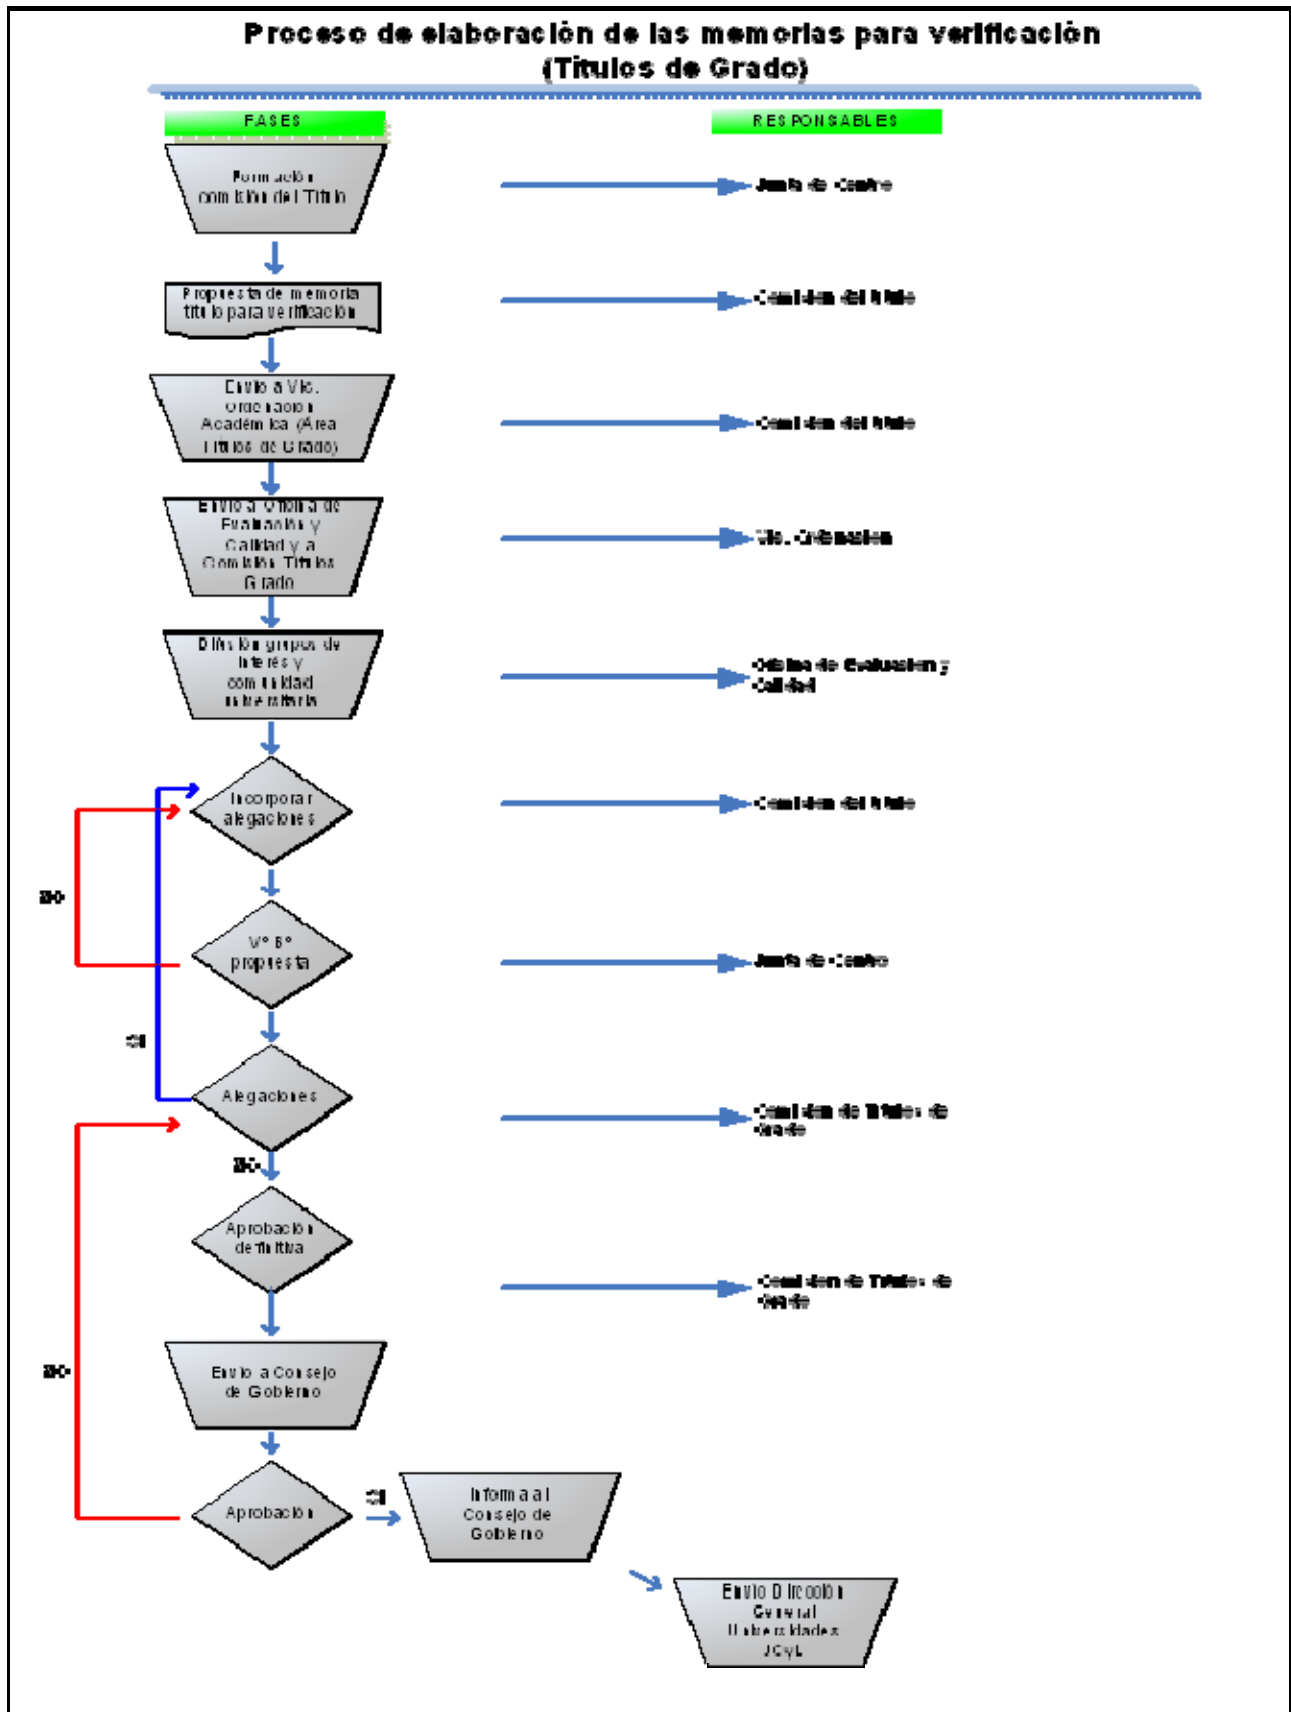 Proceso de elaboración de las memorias para verificación
(Titulos de Grado)
FASES
RESPONSABLES
Formación
comisión del Título
Junta de Centro
Propuesta de memoria
título para verificación
Comisión del título
Envío a Vic.
Ordenación
Académica (Área
Títulos de Grado)
Comisión del título
Envío a Oficina de
Evaluación y
Calidad y a
Comisión Títulos
Grado
Vic. Ordenación
Difusión grupos de
interés y
comunidad
universitaria
Oficina de Evaluación y
Calidad
Incorporar
alegaciones
Comisión del título
NO
Vº Bº
propuesta
Junta de Centro
SI
Alegaciones
Comisión de Títulos de
Grado
NO
Aprobación
definitiva
Comisión de Títulos de
Grado
NO
Envío a Consejo
de Gobierno
Aprobación
SI
Informa al
Consejo de
Gobierno
Envío Dirección
General
Universidades
JCyL